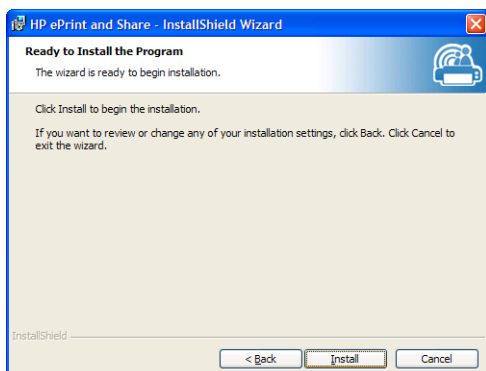 HP ePrint and Share - InstallShield Wizard
Ready to Install the Program
The wizard is ready to begin installation.
Click Install to begin the installation.
If you want to review or change any of your installation settings, click Back. Click Cancel to
exit the wizard.
InstallShield
< Back Install Cancel